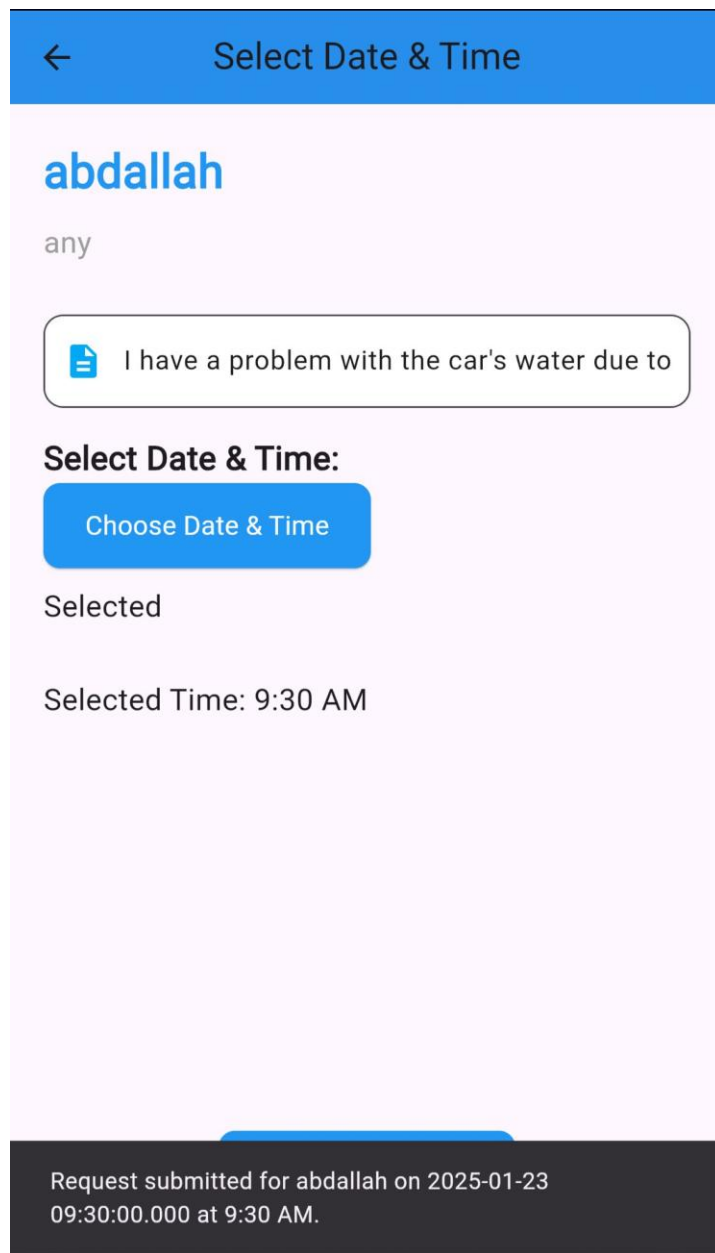 Select Date & Time
abdallah
any
I have a problem with the car's water due to
Select Date & Time:
Choose Date & Time
Selected
Selected Time: 9:30 AM
Request submitted for abdallah on 2025-01-23
09:30:00.000 at 9:30 AM.